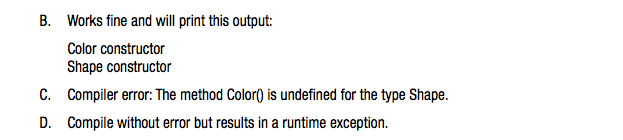 B. Works fine and will print this output:
Color constructor
Shape constructor
C. Compiler error: The method Color() is undefined for the type Shape.
D. Compile without error but results in a runtime exception.